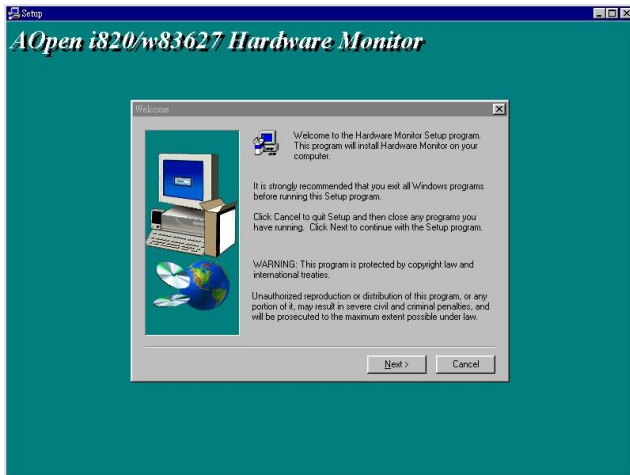 Setup
AOpen i820/w83627 Hardware Monitor
Welcome
Welcome to the Hardware Monitor Setup program.
This program will install Hardware Monitor on your
computer.
It is strongly recommended that you exit all Windows programs
before running this Setup program.
Click Cancel to quit Setup and then close any programs you
have running. Click Next to continue with the Setup program.
WARNING: This program is protected by copyright law and
international treaties.
Unauthorized reproduction or distribution of this program, or any
portion of it, may result in severe civil and criminal penalties, and
will be prosecuted to the maximum extent possible under law.
Next >
Cancel